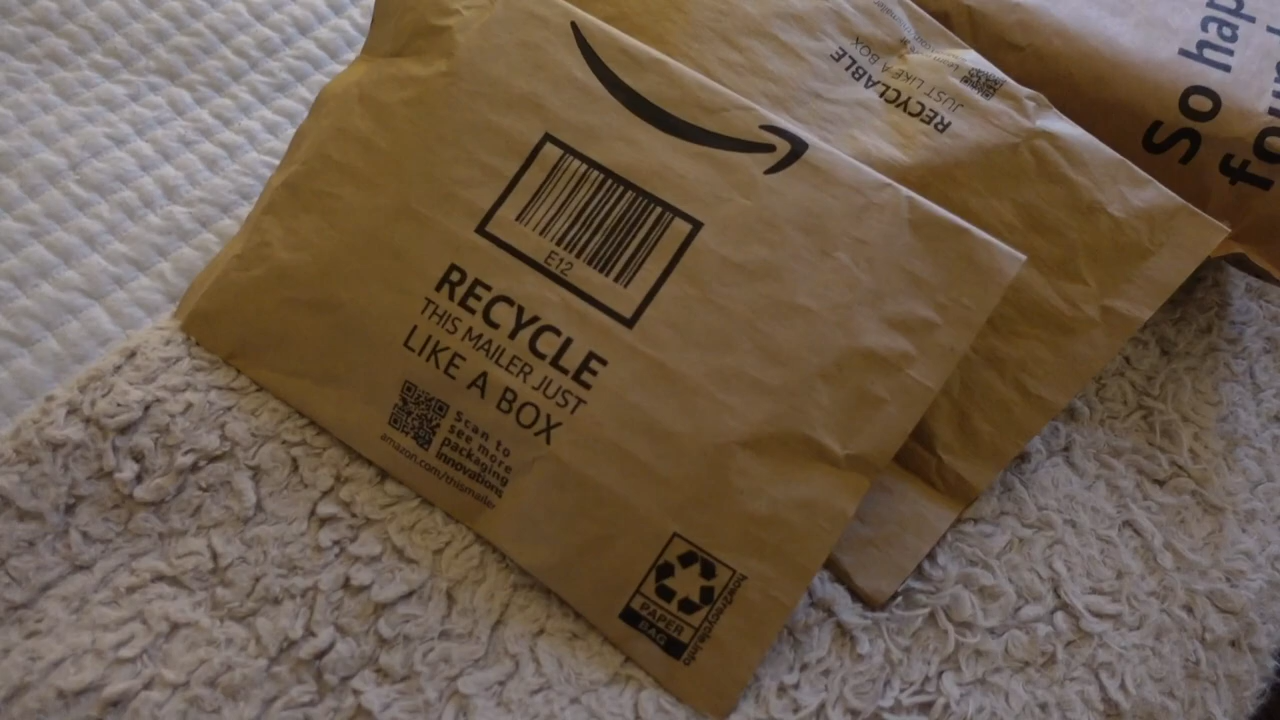 E12
RECYCLE
THIS MAILER JUST
LIKE A BOX
Scan to
see more
packaging
innovations
amazon.com/thismailer
PAPER
BAG
how2recycle.info
RECYCLABLE
JUST LIKE A BOX
So hap